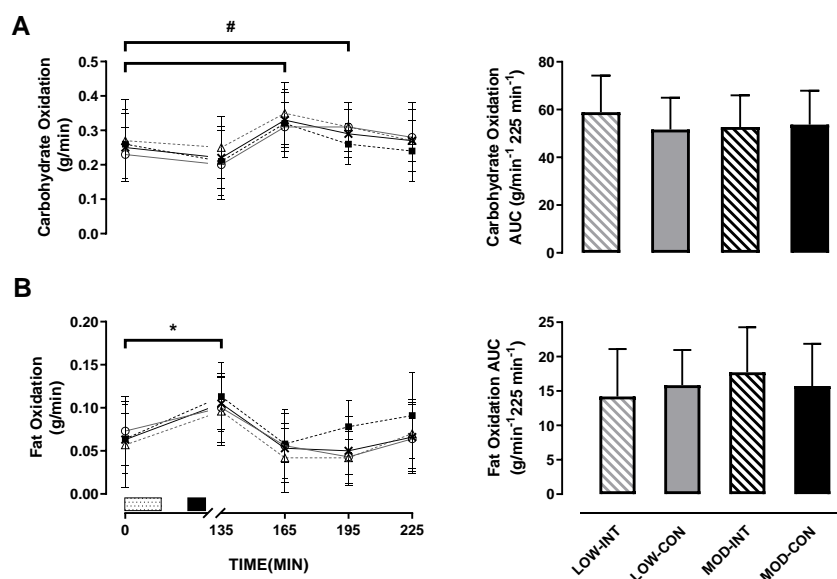 A
#
Carbohydrate Oxidation
(g/min)
0.5
0.4
0.3
0.2
0.1
0.0
Carbohydrate Oxidation
AUC (g/min⁻¹ 225 min⁻¹)
80
60
40
20
0
B
*
Fat Oxidation
(g/min)
0.20
0.15
0.10
0.05
0.00
0
135
165
195
225
TIME(MIN)
Fat Oxidation AUC
(g/min⁻¹225 min⁻¹)
25
20
15
10
5
0
LOW-INT
LOW-CON
MOD-INT
MOD-CON